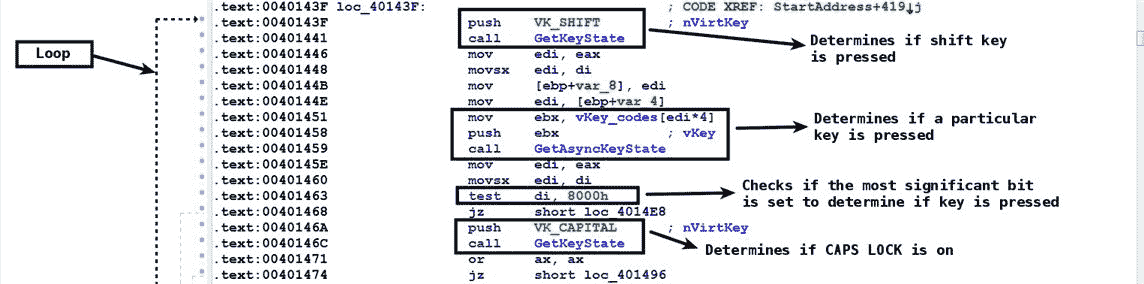 .text:0040143F loc_40143F: ; CODE XREF: StartAddress+419↓j
.text:0040143F push VK_SHIFT ; nVirtKey
.text:00401441 call GetKeyState
.text:00401446 mov edi, eax
.text:00401448 movsx edi, di
.text:0040144B mov [ebp+var_8], edi
.text:0040144E mov edi, [ebp+var_4]
.text:00401451 mov ebx, vKey_codes[edi*4]
.text:00401458 push ebx ; vKey
.text:00401459 call GetAsyncKeyState
.text:0040145E mov edi, eax
.text:00401460 movsx edi, di
.text:00401463 test di, 8000h
.text:00401468 jz short loc_4014E8
.text:0040146A push VK_CAPITAL ; nVirtKey
.text:0040146C call GetKeyState
.text:00401471 or ax, ax
.text:00401474 jz short loc_401496
Loop
Determines if shift key
is pressed
Determines if a particular
key is pressed
Checks if the most significant bit
is set to determine if key is pressed
Determines if CAPS LOCK is on